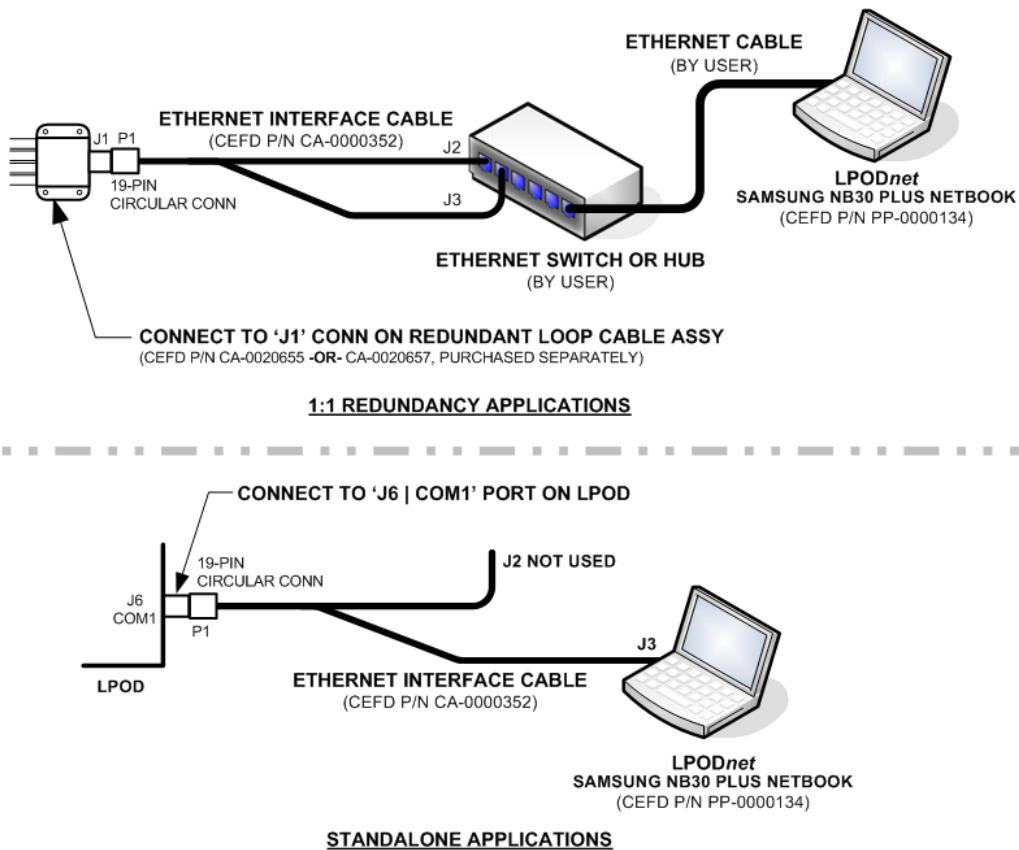 ETHERNET CABLE
(BY USER)
ETHERNET INTERFACE CABLE
(CEFD P/N CA-0000352)
J1 P1
J2
19-PIN
CIRCULAR CONN
J3
LPODnet
SAMSUNG NB30 PLUS NETBOOK
(CEFD P/N PP-0000134)
ETHERNET SWITCH OR HUB
(BY USER)
CONNECT TO ‘J1’ CONN ON REDUNDANT LOOP CABLE ASSY
(CEFD P/N CA-0020655 -OR- CA-0020657, PURCHASED SEPARATELY)
1:1 REDUNDANCY APPLICATIONS
CONNECT TO ‘J6 | COM1’ PORT ON LPOD
19-PIN
CIRCULAR CONN
J2 NOT USED
J6
COM1
P1
J3
LPOD
ETHERNET INTERFACE CABLE
(CEFD P/N CA-0000352)
LPODnet
SAMSUNG NB30 PLUS NETBOOK
(CEFD P/N PP-0000134)
STANDALONE APPLICATIONS